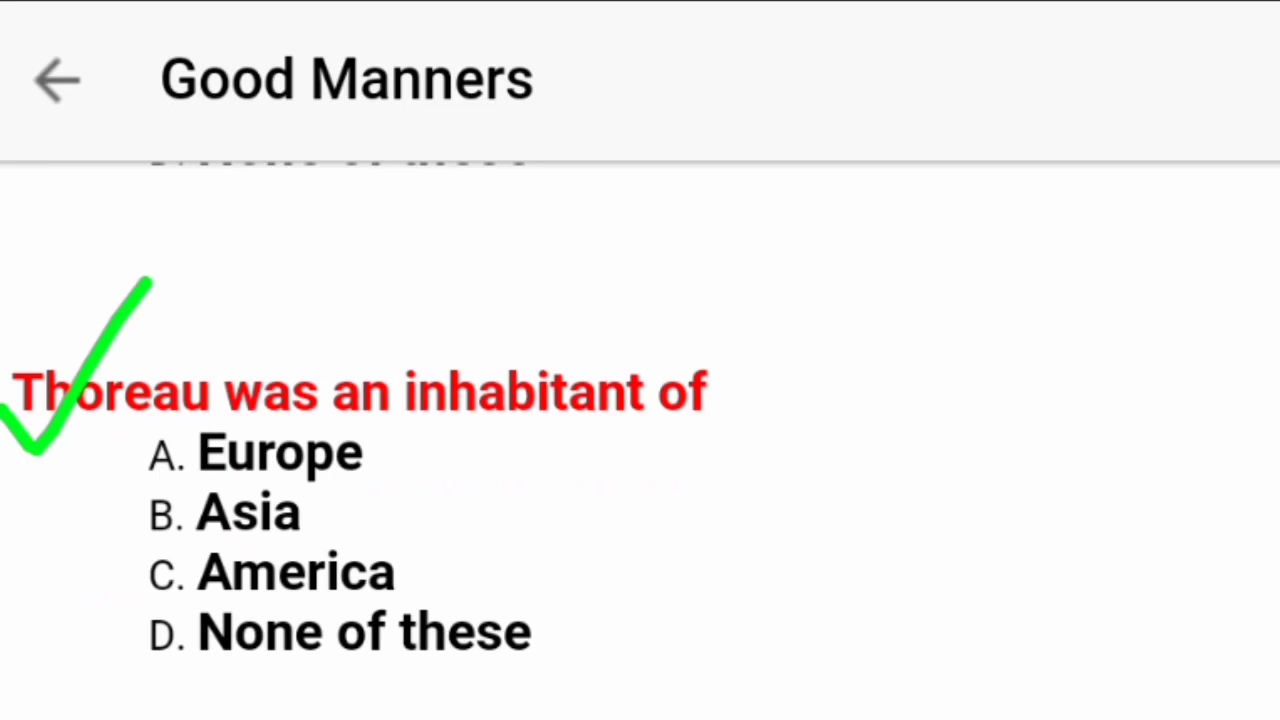 Good Manners
Thoreau was an inhabitant of
A. Europe
B. Asia
C. America
D. None of these